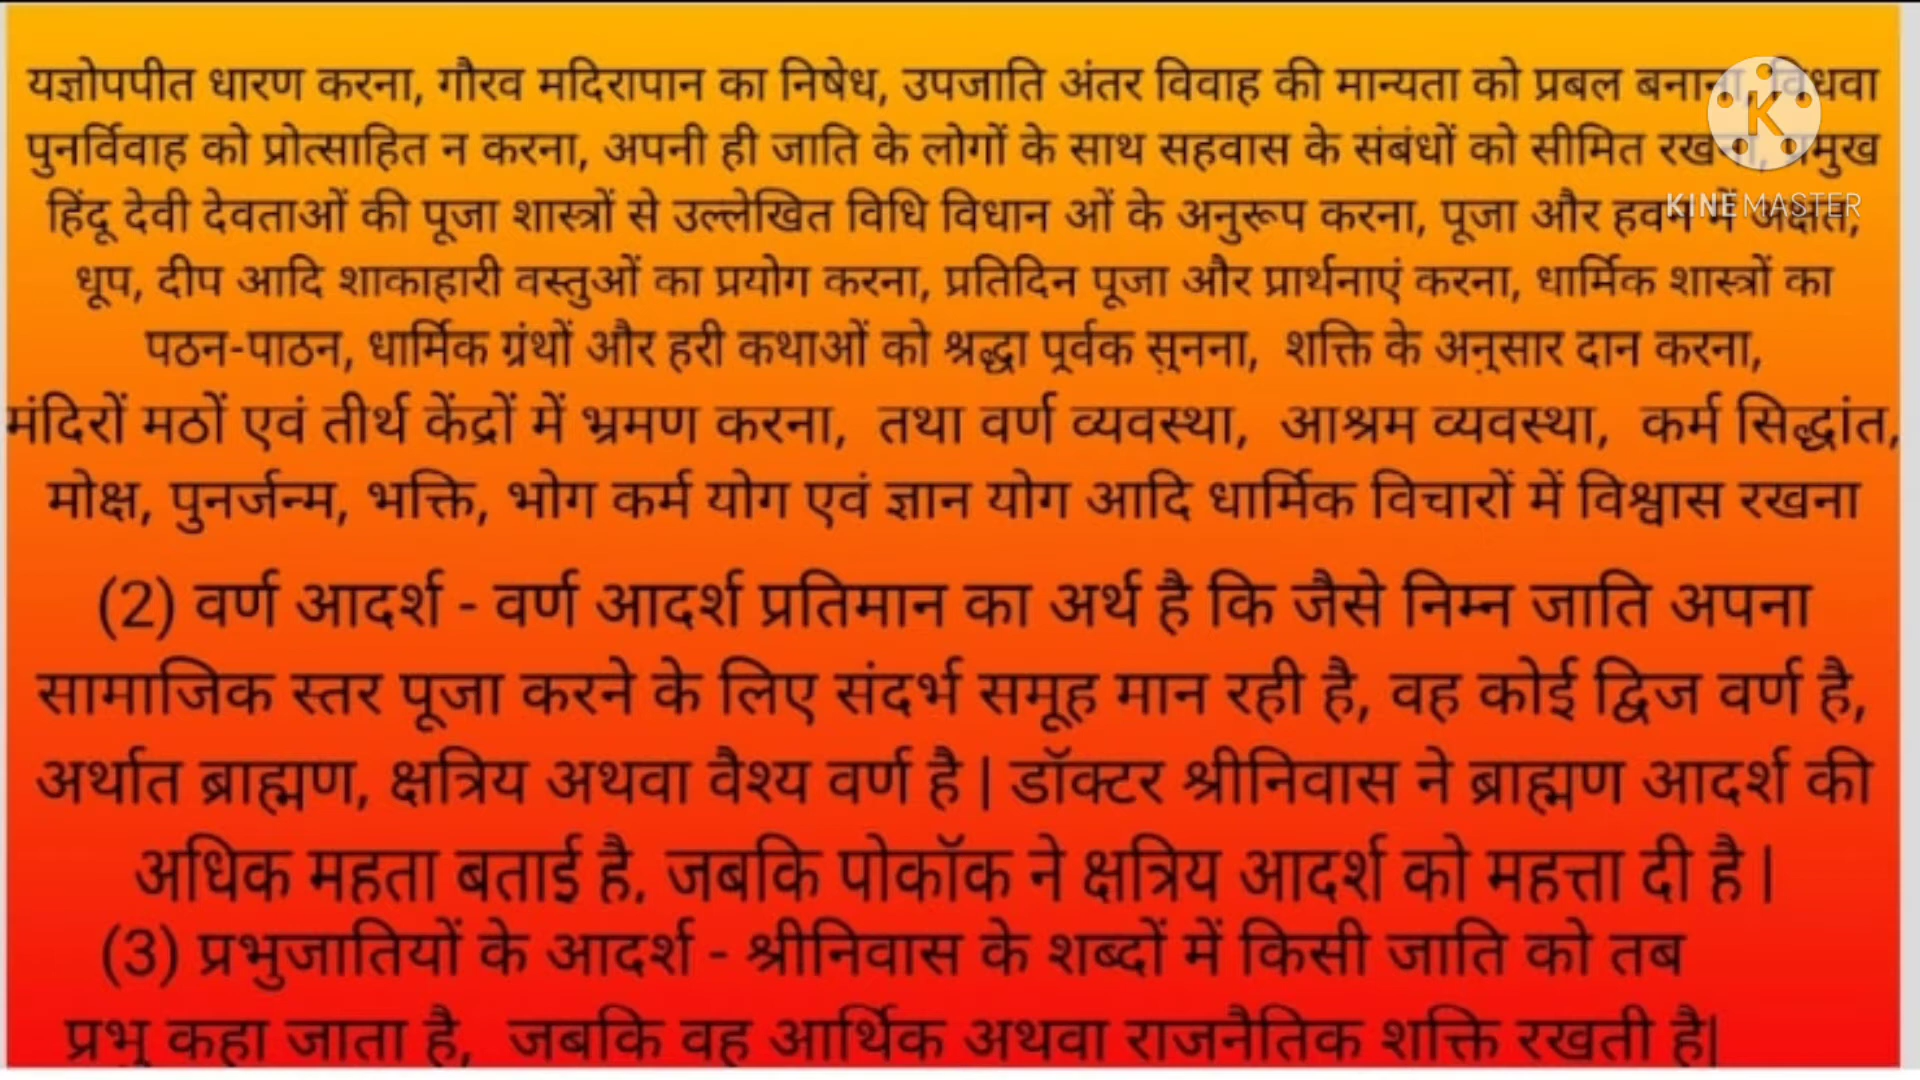 यज्ञोपपीत धारण करना, गौरव मदिरापान का निषेध, उपजाति अंतर विवाह की मान्यता को प्रबल बनाना, विधवा
पुनर्विवाह को प्रोत्साहित न करना, अपनी ही जाति के लोगों के साथ सहवास के संबंधों को सीमित रखना, प्रमुख
हिंदू देवी देवताओं की पूजा शास्त्रों से उल्लेखित विधि विधान ओं के अनुरूप करना, पूजा और हवन में अक्षत,
धूप, दीप आदि शाकाहारी वस्तुओं का प्रयोग करना, प्रतिदिन पूजा और प्रार्थनाएं करना, धार्मिक शास्त्रों का
पठन-पाठन, धार्मिक ग्रंथों और हरी कथाओं को श्रद्धा पूर्वक सुनना, शक्ति के अनुसार दान करना,
मंदिरों मठों एवं तीर्थ केंद्रों में भ्रमण करना, तथा वर्ण व्यवस्था, आश्रम व्यवस्था, कर्म सिद्धांत,
मोक्ष, पुनर्जन्म, भक्ति, भोग कर्म योग एवं ज्ञान योग आदि धार्मिक विचारों में विश्वास रखना
(2) वर्ण आदर्श - वर्ण आदर्श प्रतिमान का अर्थ है कि जैसे निम्न जाति अपना
सामाजिक स्तर पूजा करने के लिए संदर्भ समूह मान रही है, वह कोई द्विज वर्ण है,
अर्थात ब्राह्मण, क्षत्रिय अथवा वैश्य वर्ण है | डॉक्टर श्रीनिवास ने ब्राह्मण आदर्श की
अधिक महता बताई है, जबकि पोकॉक ने क्षत्रिय आदर्श को महत्ता दी है |
(3) प्रभुजातियों के आदर्श - श्रीनिवास के शब्दों में किसी जाति को तब
प्रभु कहा जाता है, जबकि वह आर्थिक अथवा राजनैतिक शक्ति रखती है|
K
KINEMASTER